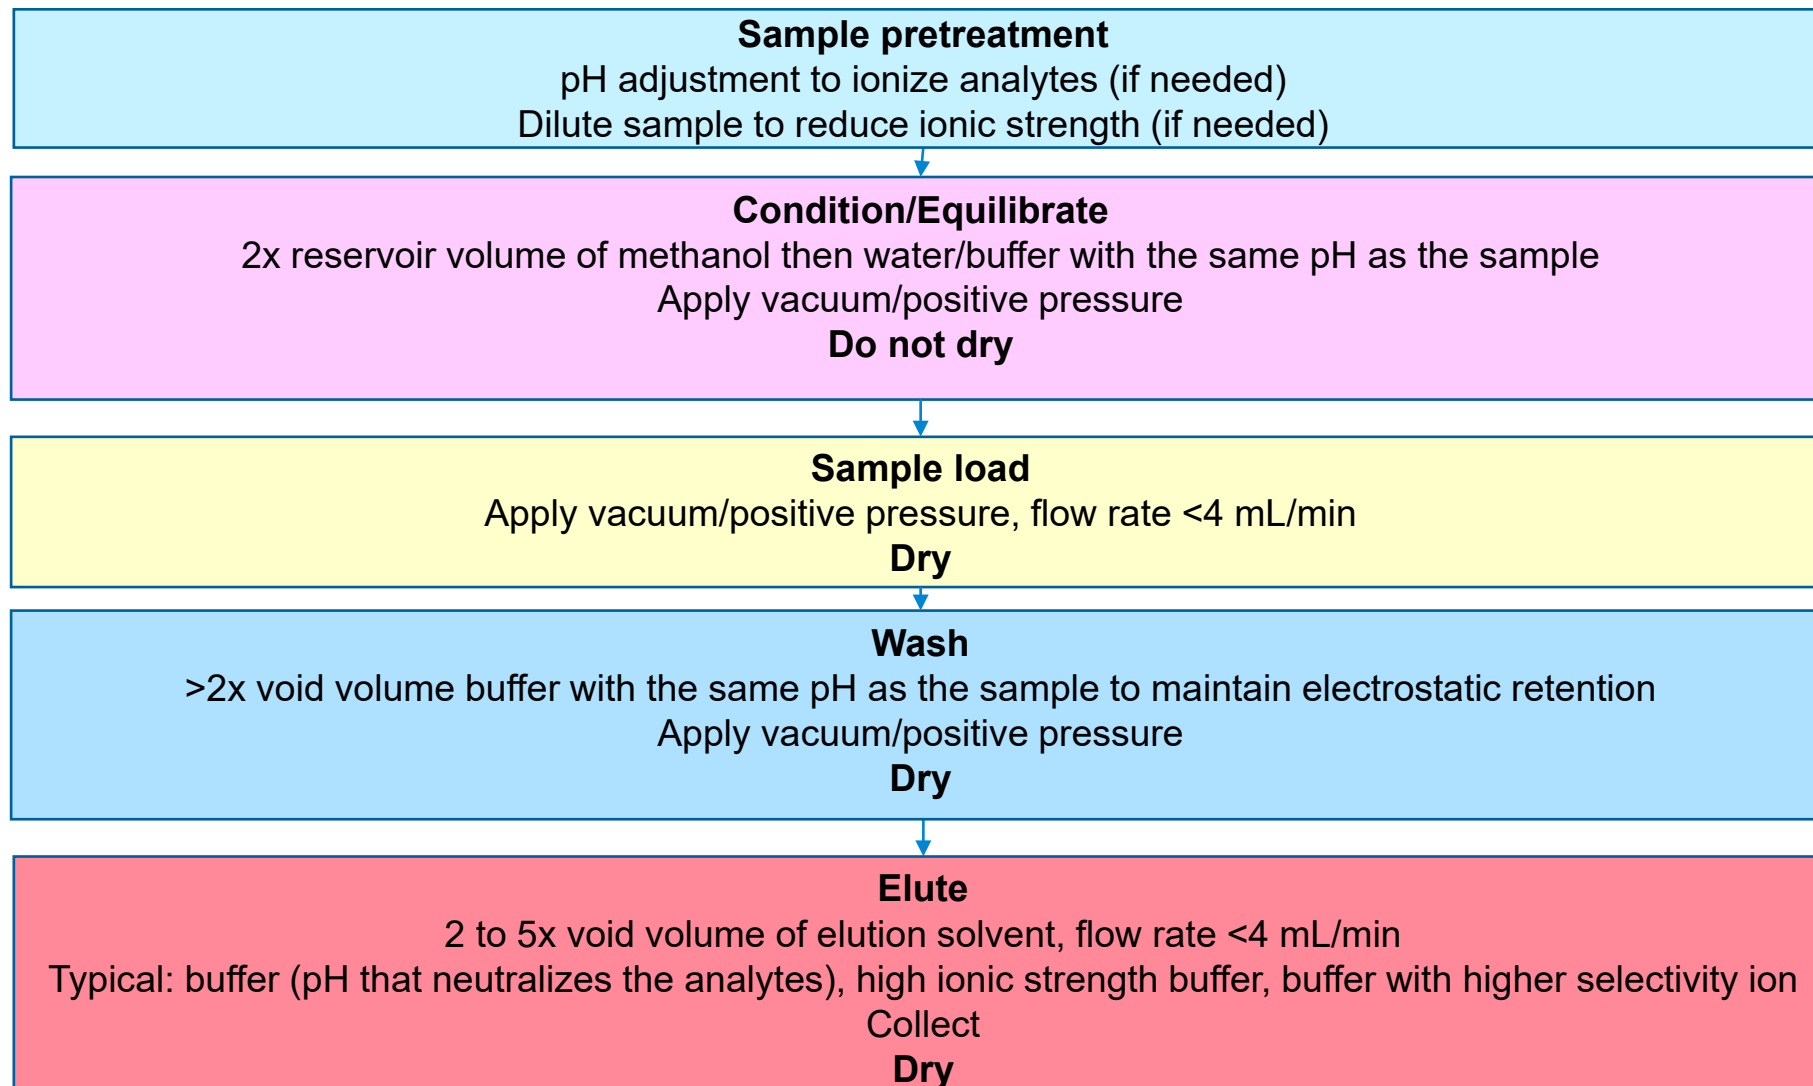 Sample pretreatment
pH adjustment to ionize analytes (if needed)
Dilute sample to reduce ionic strength (if needed)
Condition/Equilibrate
2x reservoir volume of methanol then water/buffer with the same pH as the sample
Apply vacuum/positive pressure
Do not dry
Sample load
Apply vacuum/positive pressure, flow rate <4 mL/min
Dry
Wash
>2x void volume buffer with the same pH as the sample to maintain electrostatic retention
Apply vacuum/positive pressure
Dry
Elute
2 to 5x void volume of elution solvent, flow rate <4 mL/min
Typical: buffer (pH that neutralizes the analytes), high ionic strength buffer, buffer with higher selectivity ion
Collect
Dry